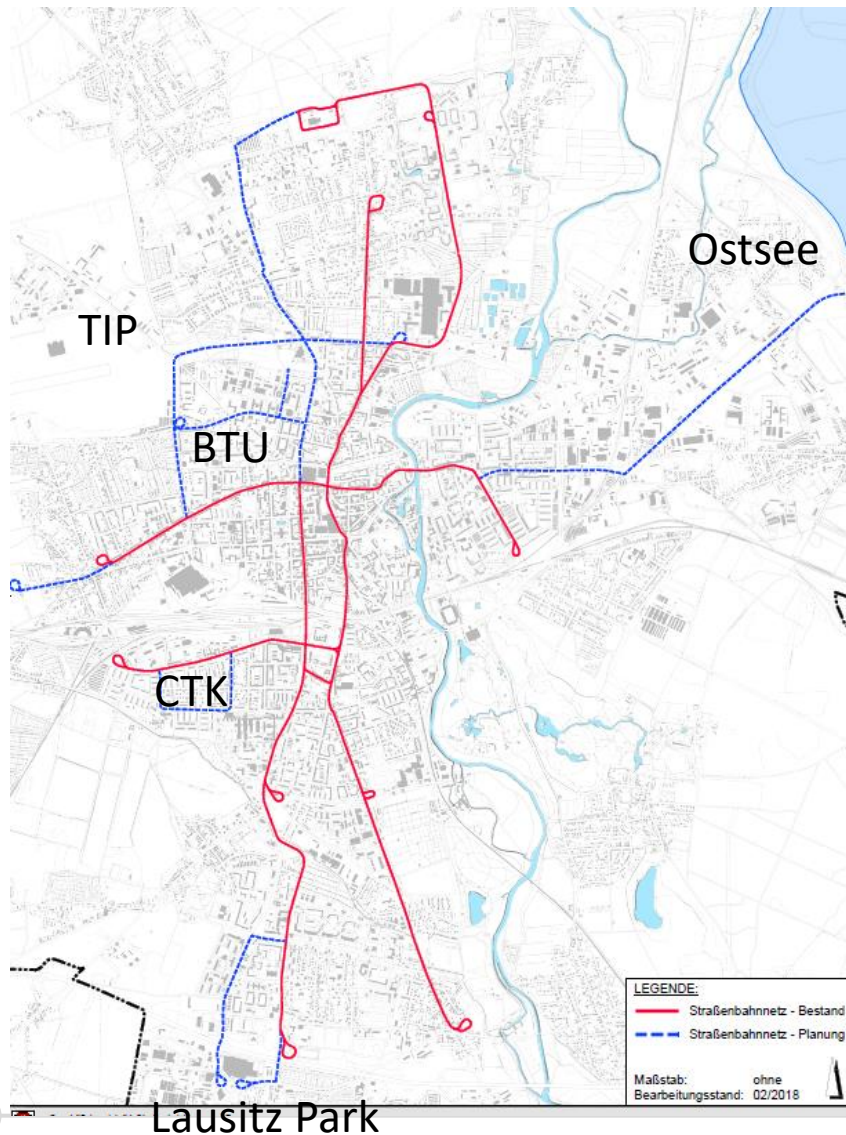 Ostsee
TIP
BTU
CTK
LEGENDE:
Straßenbahnnetz - Bestand
Straßenbahnnetz - Planung
Maßstab: ohne
Bearbeitungsstand: 02/2018
Lausitz Park